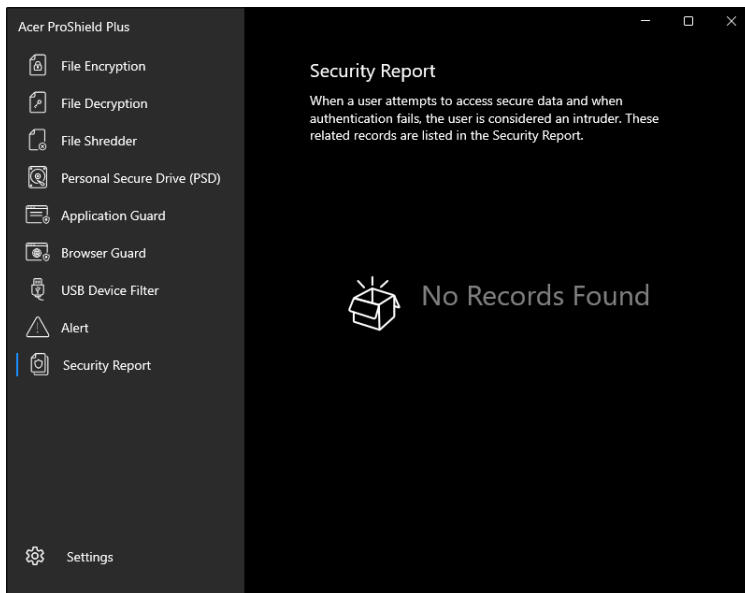 Acer ProShield Plus
File Encryption
File Decryption
File Shredder
Personal Secure Drive (PSD)
Application Guard
Browser Guard
USB Device Filter
Alert
Security Report
Settings
Security Report
When a user attempts to access secure data and when
authentication fails, the user is considered an intruder. These
related records are listed in the Security Report.
No Records Found